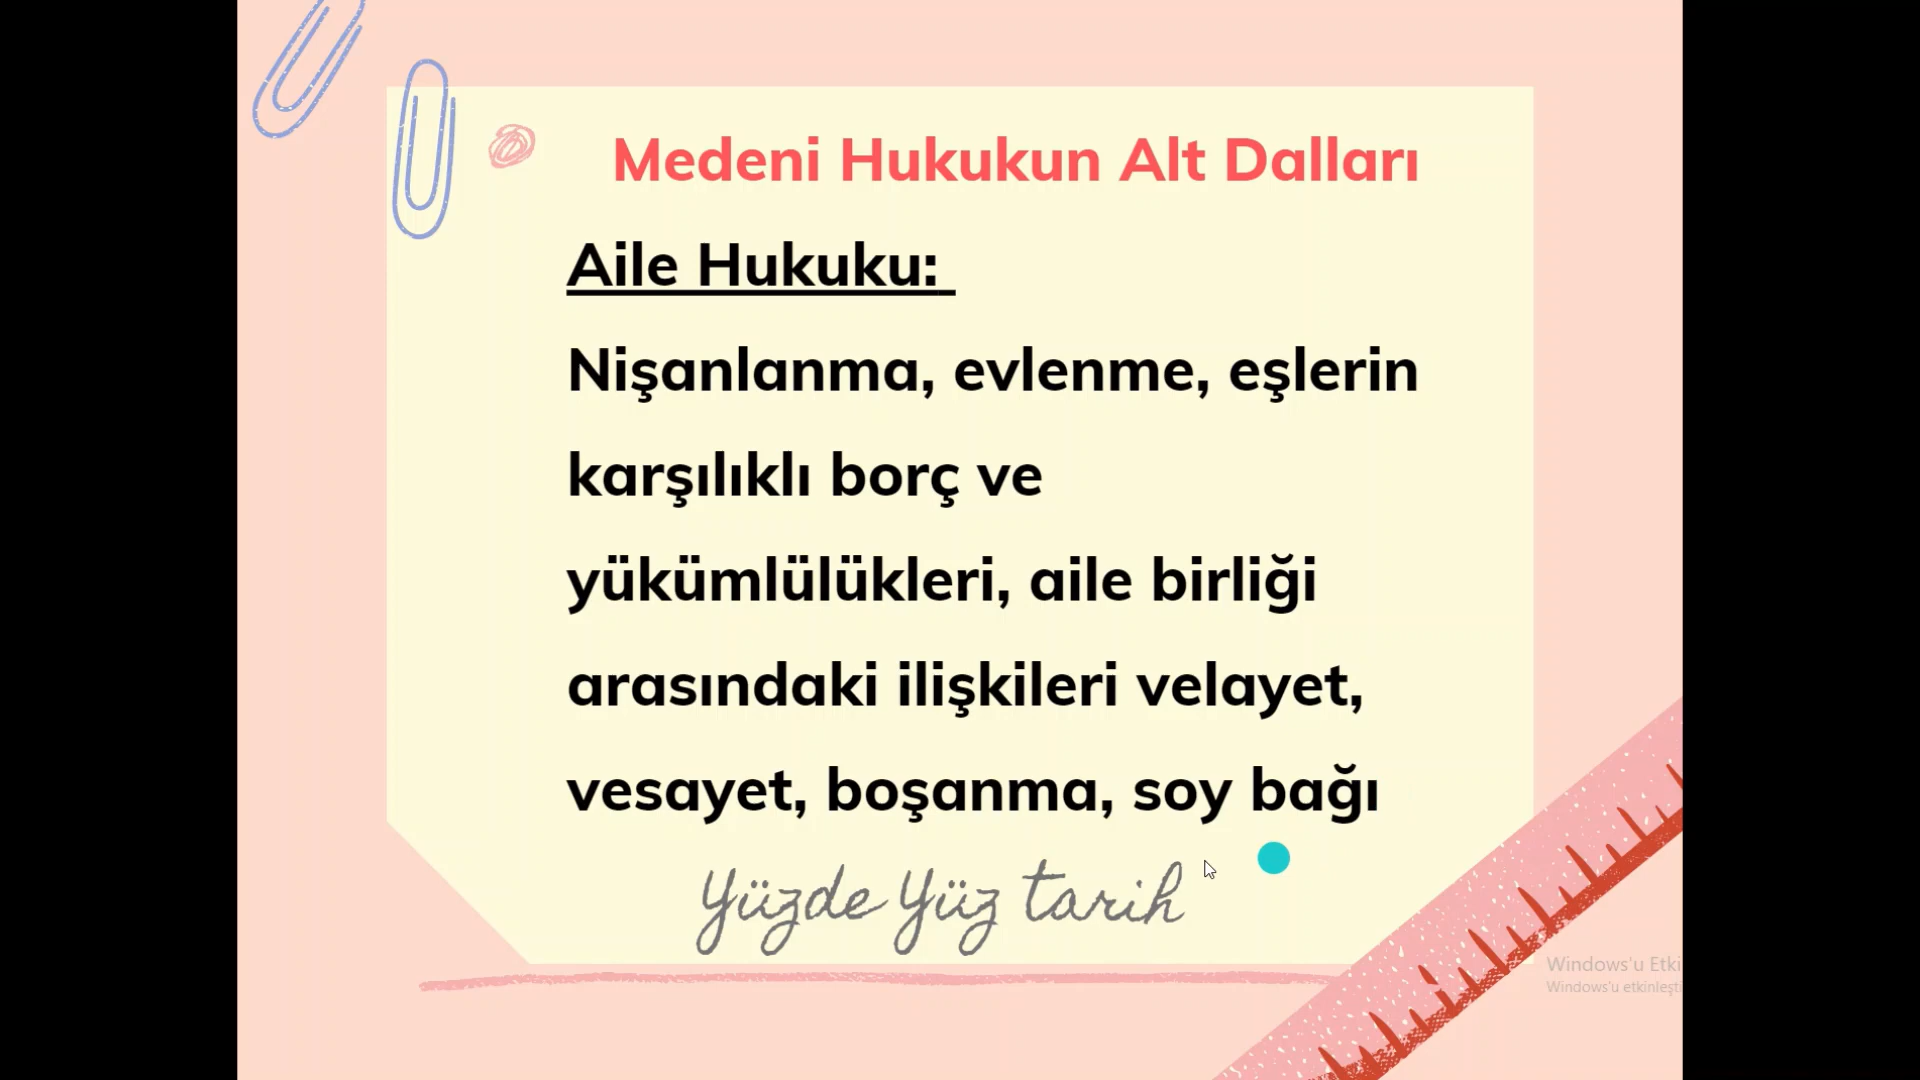 Medeni Hukukun Alt Dalları
Aile Hukuku:
Nişanlanma, evlenme, eşlerin
karşılıklı borç ve
yükümlülükleri, aile birliği
arasındaki ilişkileri velayet,
vesayet, boşanma, soy bağı
Yüzde Yüz tarih
Windows'u Etki
Windows'u etkinleşti